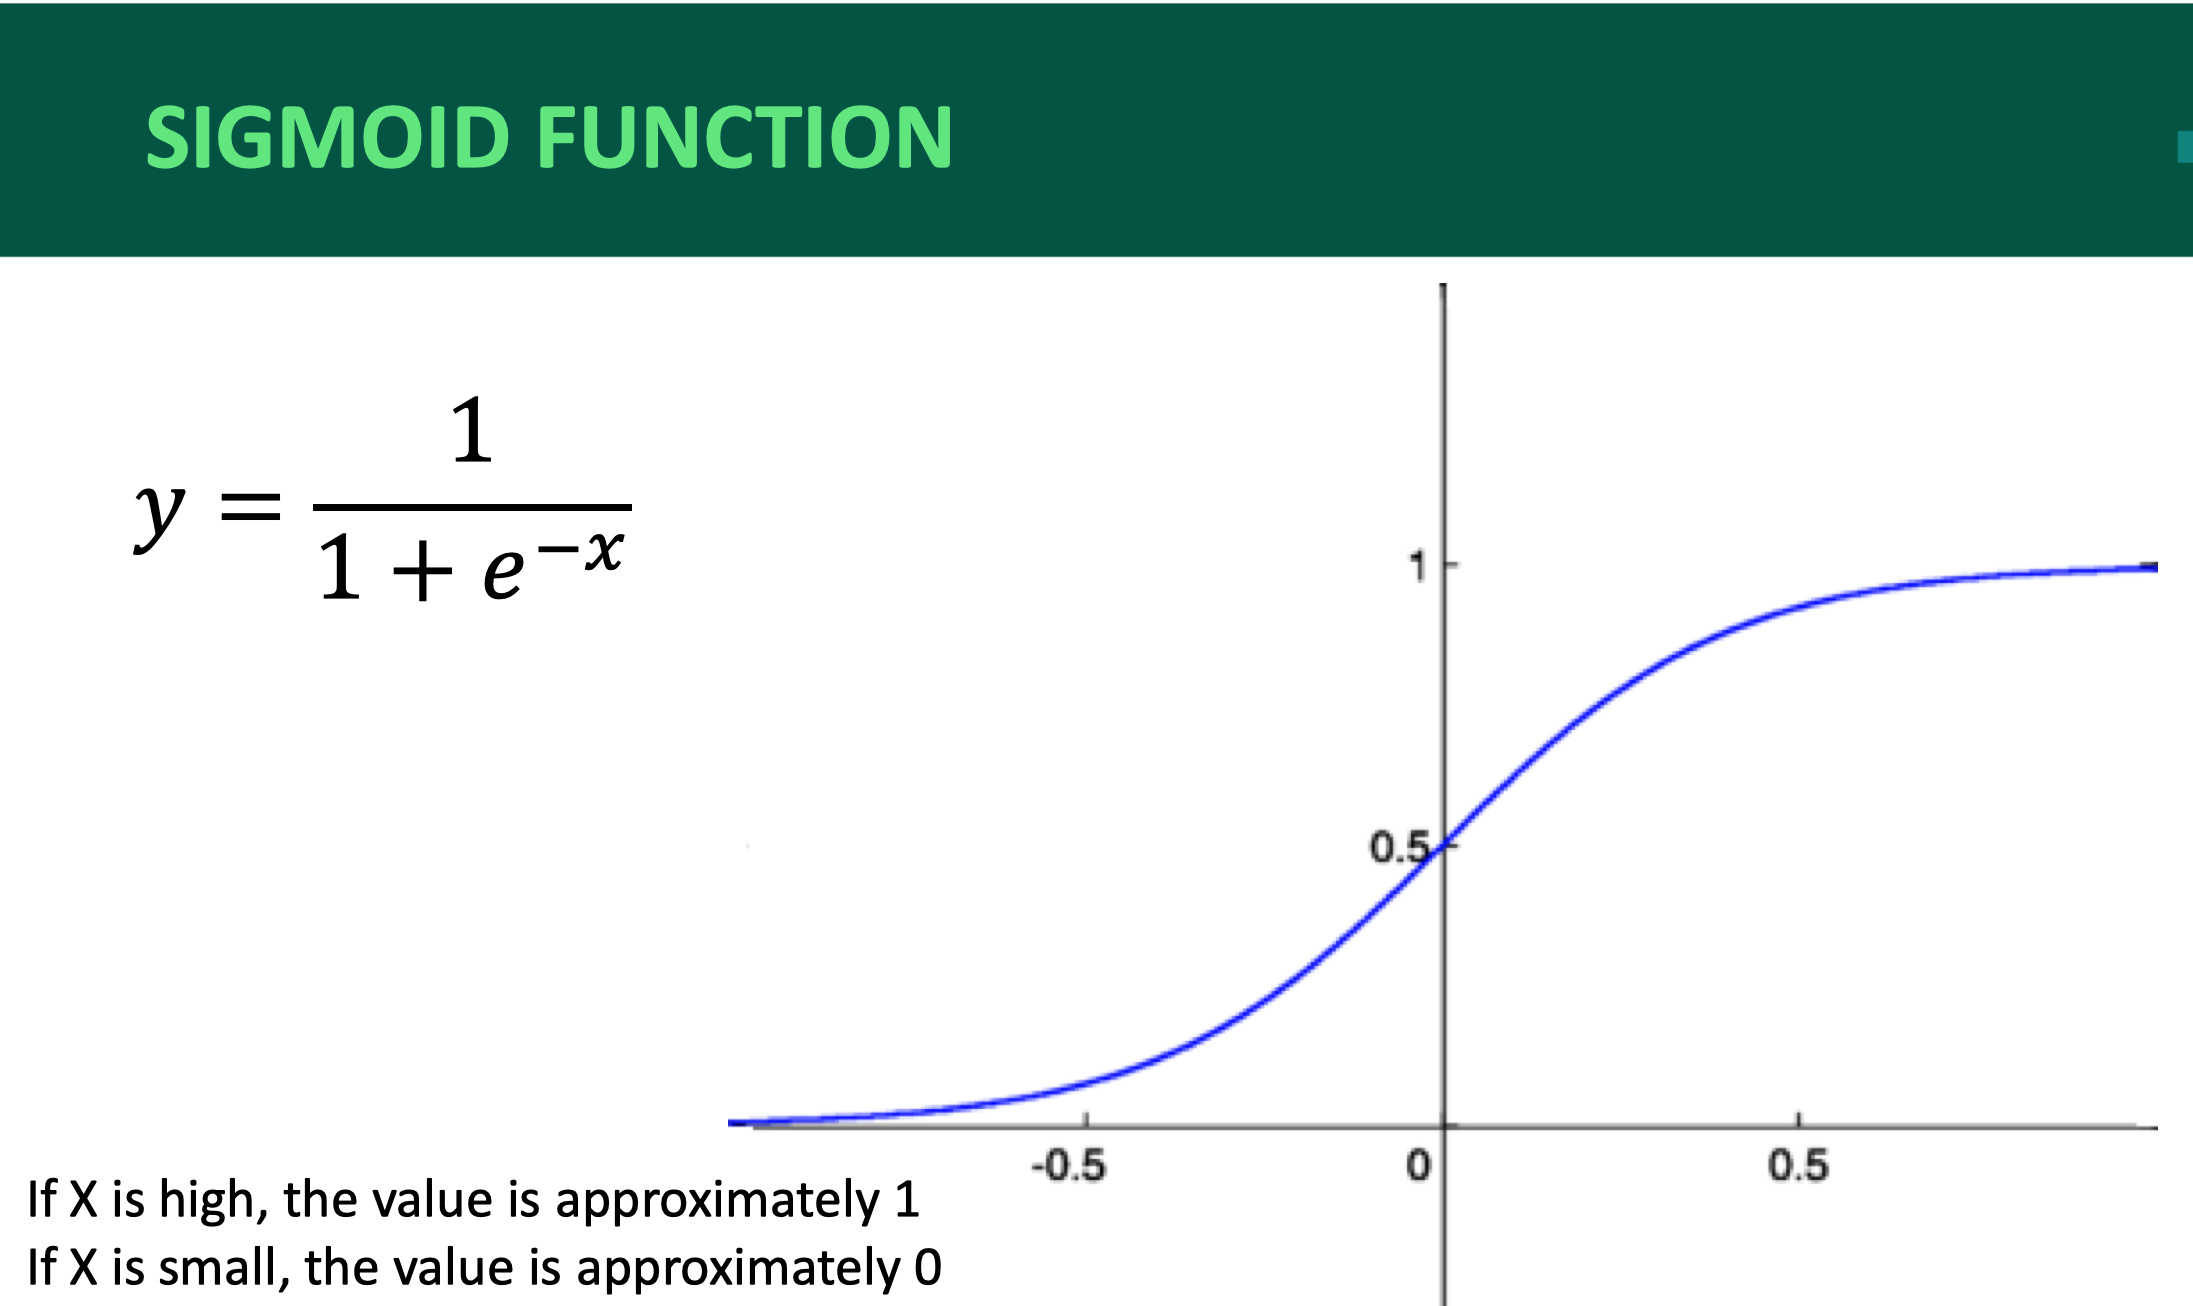 SIGMOID FUNCTION
y = 1 / (1 + e^{-x})
1
0.5
-0.5 0 0.5
If X is high, the value is approximately 1
If X is small, the value is approximately 0